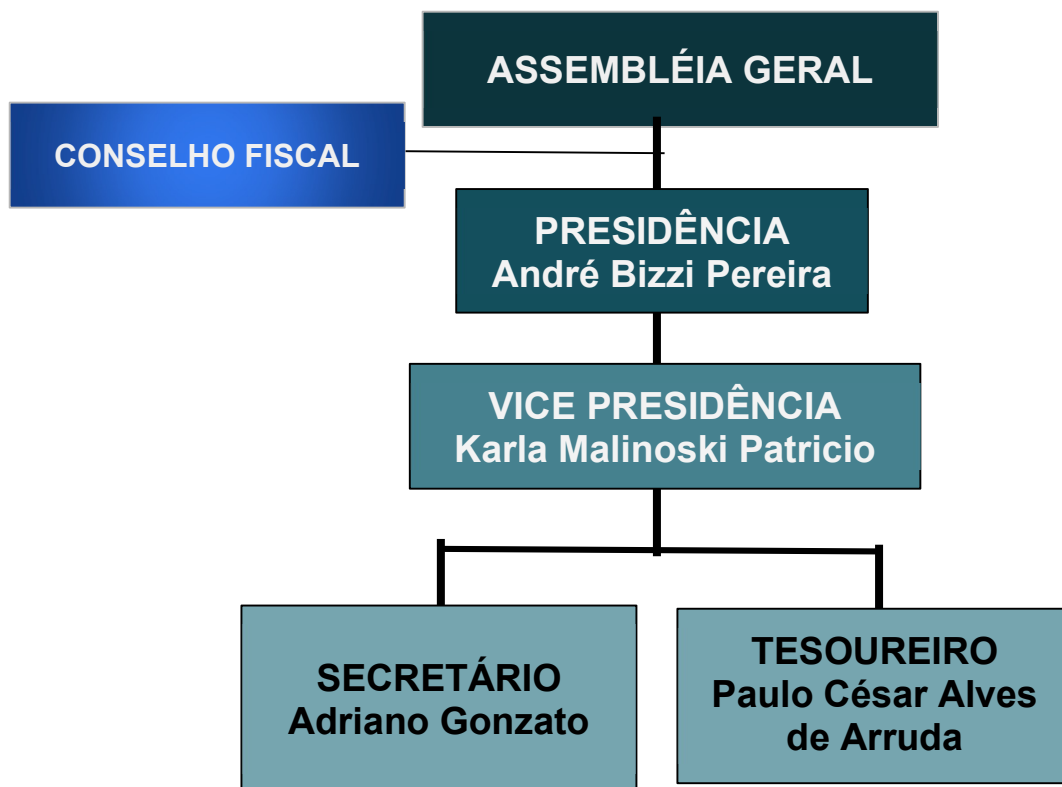 ASSEMBLÉIA GERAL
CONSELHO FISCAL
PRESIDÊNCIA
André Bizzi Pereira
VICE PRESIDÊNCIA
Karla Malinoski Patricio
SECRETÁRIO
Adriano Gonzato
TESOUREIRO
Paulo César Alves
de Arruda